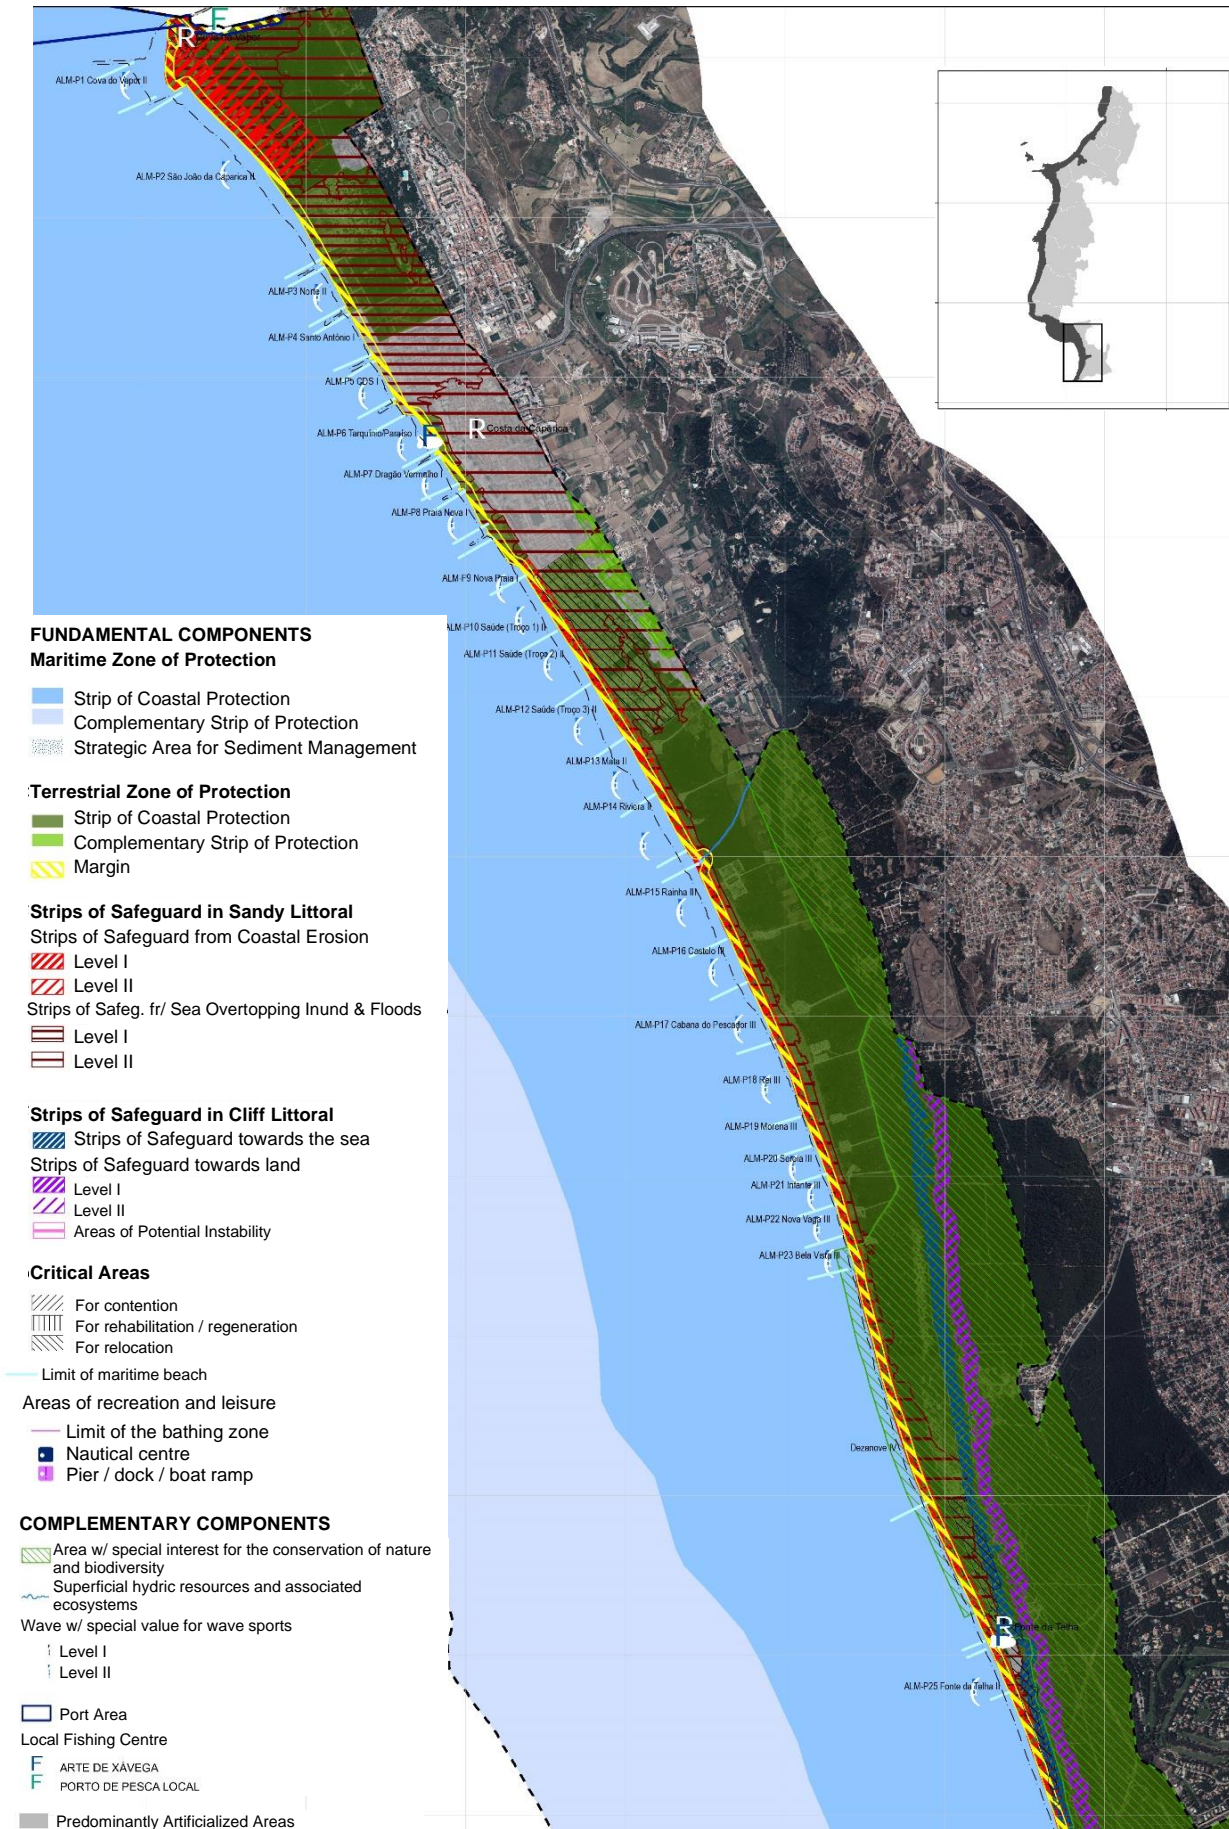 F
R
ALM-P1 Cova do Vapor II
ALM-P2 São João da Caparica II
ALM-P3 Norte II
ALM-P4 Santo António I
ALM-P5 CDS I
ALM-P6 Tarquínio/Paraíso I
F
R
Costa da Caparica
ALM-P7 Dragão Vermelho I
ALM-P8 Praia Nova I
ALM-P9 Nova Praia I
ALM-P10 Saúde (Troço 1) II
ALM-P11 Saúde (Troço 2) II
ALM-P12 Saúde (Troço 3) II
ALM-P13 Mata II
ALM-P14 Riviera II
ALM-P15 Rainha III
ALM-P16 Castelo III
ALM-P17 Cabana do Pescador III
ALM-P18 Rei III
ALM-P19 Morena III
ALM-P20 Sereia III
ALM-P21 Infante III
ALM-P22 Nova Vaga III
ALM-P23 Bela Vista III
Dezanove IV
R
Fonte da Telha
ALM-P25 Fonte da Telha II
FUNDAMENTAL COMPONENTS
Maritime Zone of Protection
Strip of Coastal Protection
Complementary Strip of Protection
Strategic Area for Sediment Management
Terrestrial Zone of Protection
Strip of Coastal Protection
Complementary Strip of Protection
Margin
Strips of Safeguard in Sandy Littoral
Strips of Safeguard from Coastal Erosion
Level I
Level II
Strips of Safeg. fr/ Sea Overtopping Inund & Floods
Level I
Level II
Strips of Safeguard in Cliff Littoral
Strips of Safeguard towards the sea
Strips of Safeguard towards land
Level I
Level II
Areas of Potential Instability
Critical Areas
For contention
For rehabilitation / regeneration
For relocation
Limit of maritime beach
Areas of recreation and leisure
Limit of the bathing zone
Nautical centre
Pier / dock / boat ramp
COMPLEMENTARY COMPONENTS
Area w/ special interest for the conservation of nature
and biodiversity
Superficial hydric resources and associated
ecosystems
Wave w/ special value for wave sports
Level I
Level II
Port Area
Local Fishing Centre
F ARTE DE XÁVEGA
F PORTO DE PESCA LOCAL
Predominantly Artificialized Areas